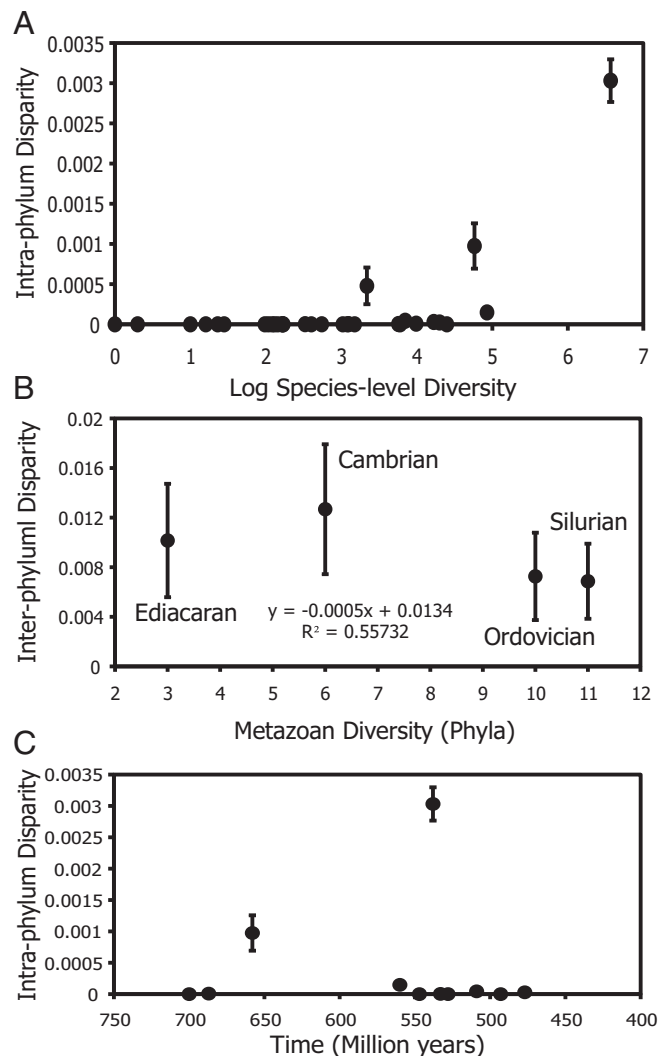 A
Intra-phylum Disparity
0.0035
0.003
0.0025
0.002
0.0015
0.001
0.0005
0
0 1 2 3 4 5 6 7
Log Species-level Diversity
B
Inter-phyluml Disparity
0.02
0.016
0.012
0.008
0.004
0
Cambrian
Silurian
Ediacaran
y = -0.0005x + 0.0134
R² = 0.55732
Ordovician
2 3 4 5 6 7 8 9 10 11 12
Metazoan Diversity (Phyla)
C
Intra-phylum Disparity
0.0035
0.003
0.0025
0.002
0.0015
0.001
0.0005
0
750 700 650 600 550 500 450 400
Time (Million years)